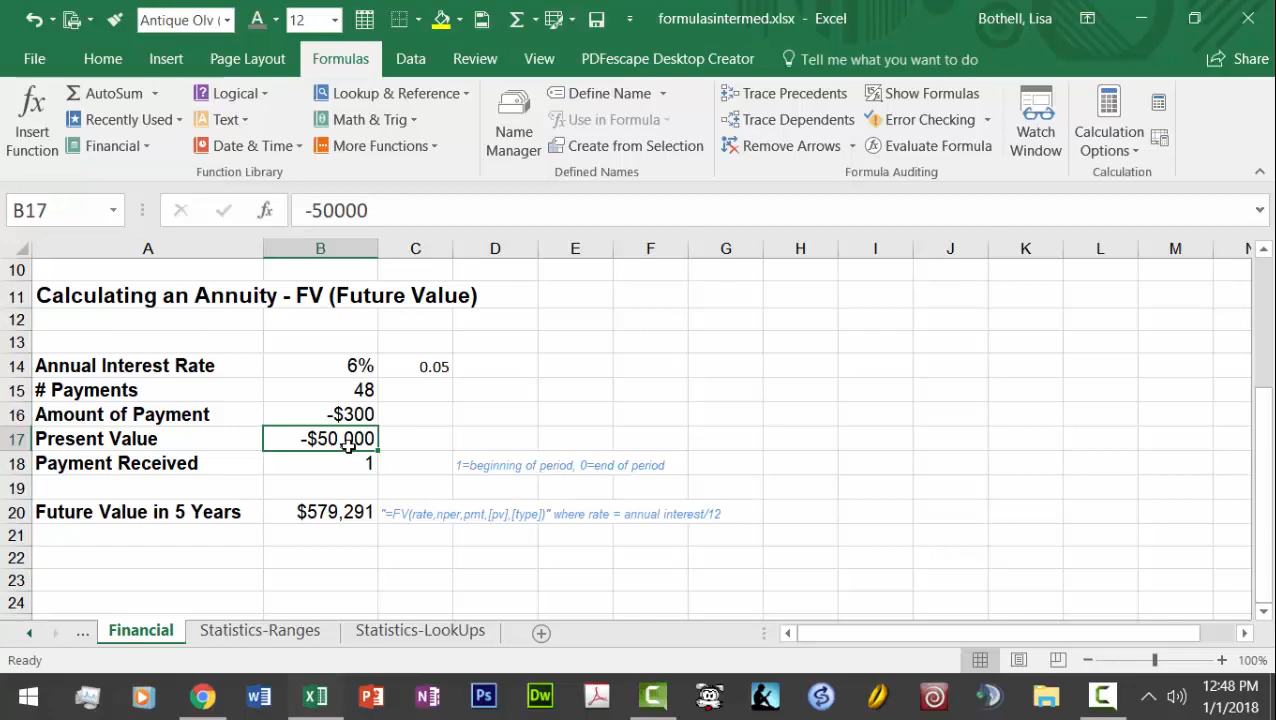 Antique Olv ( A 12 formulasintermed.xlsx - Excel Bothell, Lisa
File Home Insert Page Layout Formulas Data Review View PDFescape Desktop Creator Tell me what you want to do Share
AutoSum Logical Lookup & Reference Define Name Trace Precedents Show Formulas
Recently Used Text Math & Trig Use in Formula Trace Dependents Error Checking
Financial Date & Time More Functions Create from Selection Remove Arrows Evaluate Formula
Insert Function
Name Manager
Watch Window
Calculation Options
Function Library Defined Names Formula Auditing Calculation
B17 fx -50000
A B C D E F G H I J K L M
10
11 Calculating an Annuity - FV (Future Value)
12
13
14 Annual Interest Rate 6% 0.05
15 # Payments 48
16 Amount of Payment -$300
17 Present Value -$50,000
18 Payment Received 1 1=beginning of period, 0=end of period
19
20 Future Value in 5 Years $579,291 "=FV(rate,nper,pmt,[pv],[type])" where rate = annual interest/12
21
22
23
24
... Financial Statistics-Ranges Statistics-LookUps
Ready 100%
12:48 PM
1/1/2018